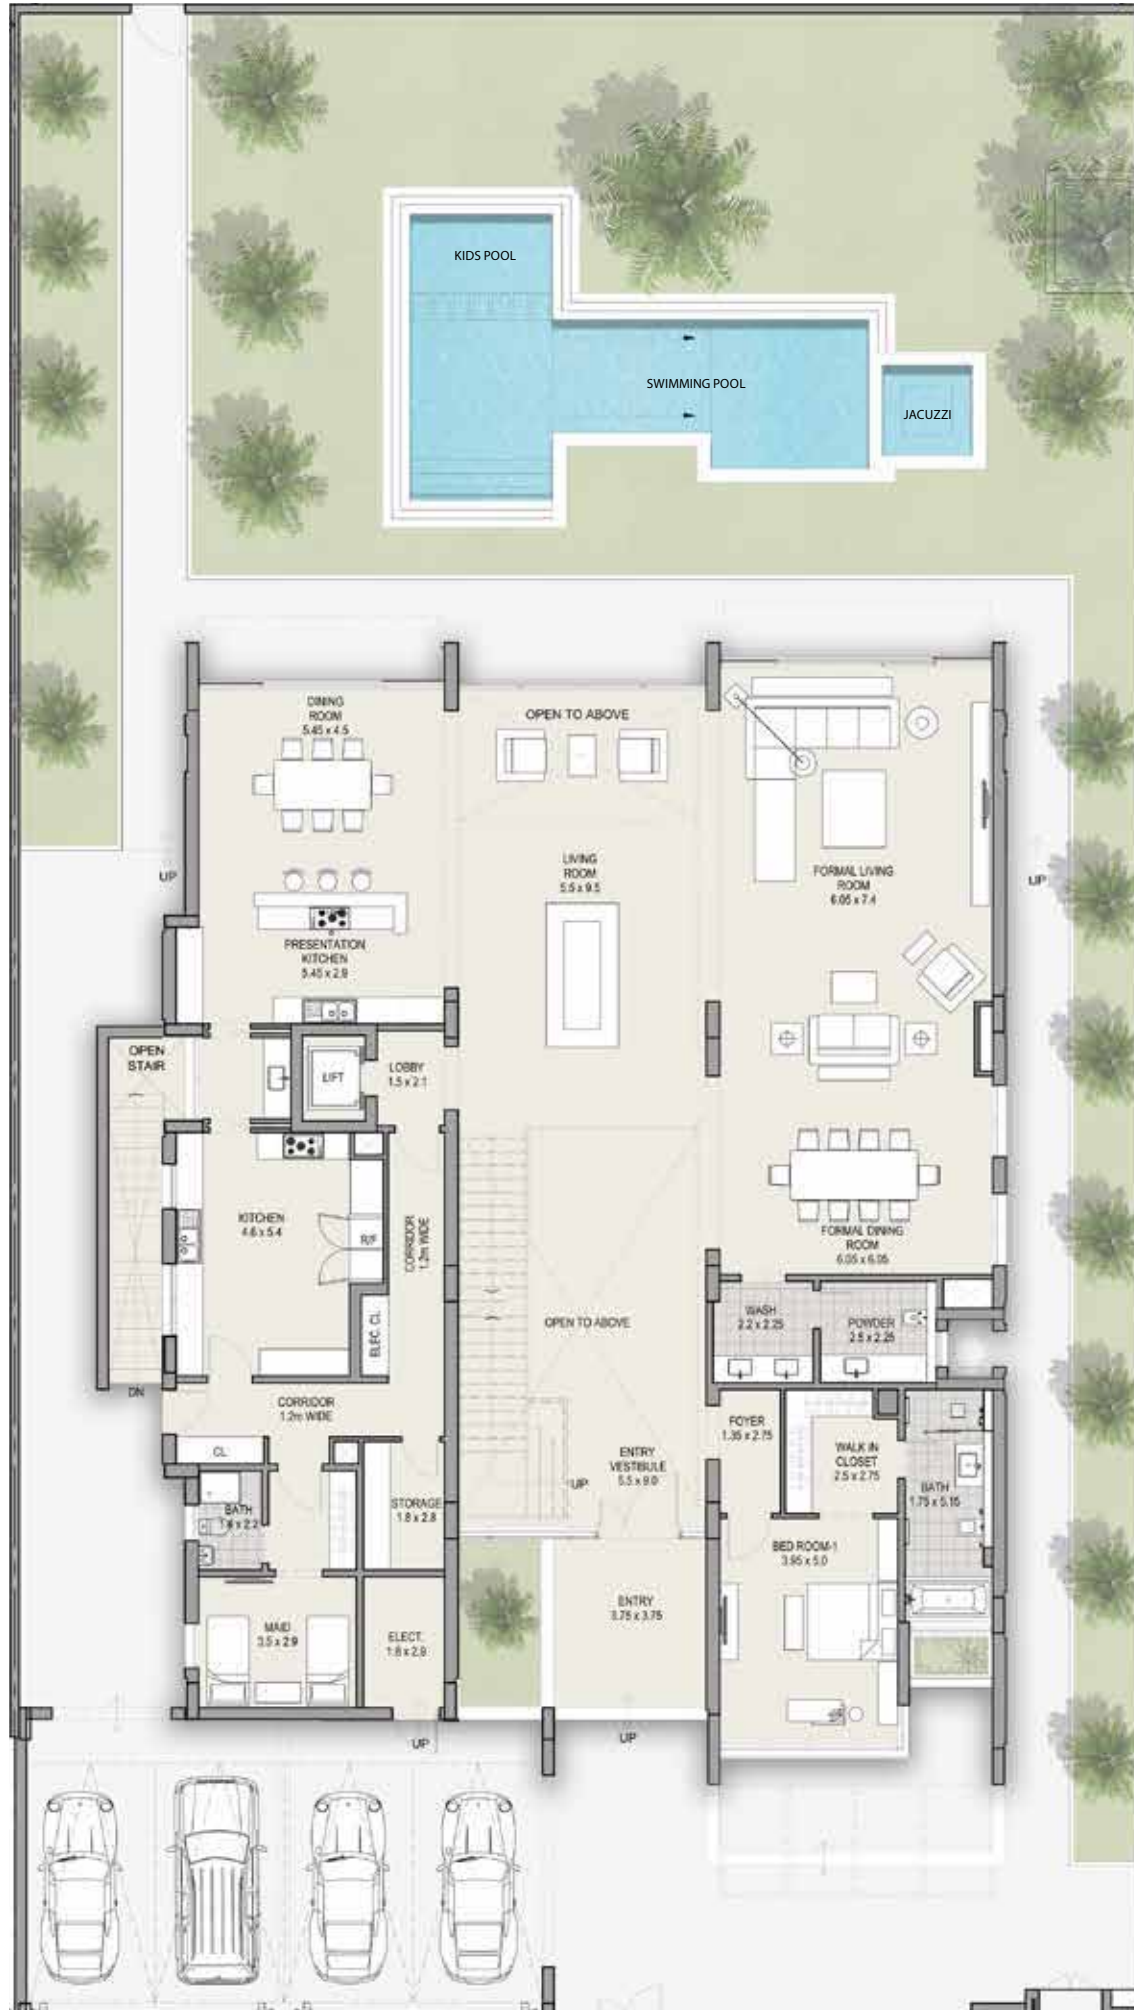 KIDS POOL
SWIMMING POOL
JACUZZI
DINING
ROOM
5.45 x 4.5
OPEN TO ABOVE
UP
LIVING
ROOM
5.5 x 9.5
FORMAL LIVING
ROOM
6.05 x 7.4
UP
PRESENTATION
KITCHEN
5.45 x 2.9
OPEN
STAIR
LIFT
LOBBY
1.5 x 2.1
KITCHEN
4.6 x 5.4
R/F
CORRIDOR
1.2m WIDE
FORMAL DINING
ROOM
6.05 x 6.05
ELEC. CL.
OPEN TO ABOVE
WASH
2.2 x 2.25
POWDER
2.5 x 2.25
DN
CORRIDOR
1.2m WIDE
CL
FOYER
1.35 x 2.75
WALK IN
CLOSET
2.5 x 2.75
ENTRY
VESTIBULE
5.5 x 9.0
UP
BATH
1.75 x 5.15
BATH
STORAGE
1.8 x 2.8
BED ROOM-1
3.95 x 5.0
MAID
3.5 x 2.9
ELECT.
1.8 x 2.9
ENTRY
3.75 x 3.75
UP
UP